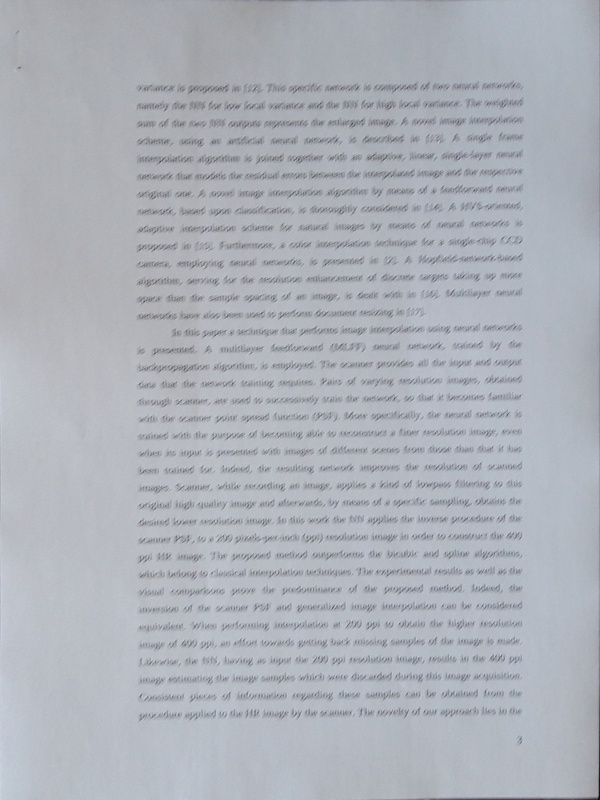 variance is proposed in [12]. This specific network is composed of two neural networks,
namely the NN for low local variance and the NN for high local variance. The weighted
sum of the two NN outputs represents the enlarged image. A novel image interpolation
scheme, using an artificial neural network, is described in [13]. A single frame
interpolation algorithm is joined together with an adaptive, linear, single-layer neural
network that models the residual errors between the interpolated image and the respective
original one. A novel image interpolation algorithm by means of a feedforward neural
network, based upon classification, is thoroughly considered in [14]. A HVS-oriented,
adaptive interpolation scheme for natural images by means of neural networks is
proposed in [15]. Furthermore, a color interpolation technique for a single-chip CCD
camera, employing neural networks, is presented in [2]. A Hopfield-network-based
algorithm, serving for the resolution enhancement of discrete targets taking up more
space than the sample spacing of an image, is dealt with in [16]. Multilayer neural
networks have also been used to perform document resizing in [17].
In this paper a technique that performs image interpolation using neural networks
is presented. A multilayer feedforward (MLFF) neural network, trained by the
backpropagation algorithm, is employed. The scanner provides all the input and output
data that the network training requires. Pairs of varying resolution images, obtained
through scanner, are used to successively train the network, so that it becomes familiar
with the scanner point spread function (PSF). More specifically, the neural network is
trained with the purpose of becoming able to reconstruct a finer resolution image, even
when its input is presented with images of different scenes from those than that it has
been trained for. Indeed, the resulting network improves the resolution of scanned
images. Scanner, while recording an image, applies a kind of lowpass filtering to this
original high quality image and afterwards, by means of a specific sampling, obtains the
desired lower resolution image. In this work the NN applies the inverse procedure of the
scanner PSF, to a 200 pixels-per-inch (ppi) resolution image in order to construct the 400
ppi HR image. The proposed method outperforms the bicubic and spline algorithms,
which belong to classical interpolation techniques. The experimental results as well as the
visual comparisons prove the predominance of the proposed method. Indeed, the
inversion of the scanner PSF and generalized image interpolation can be considered
equivalent. When performing interpolation at 200 ppi to obtain the higher resolution
image of 400 ppi, an effort towards getting back missing samples of the image is made.
Likewise, the NN, having as input the 200 ppi resolution image, results in the 400 ppi
image estimating the image samples which were discarded during this image acquisition.
Consistent pieces of information regarding these samples can be obtained from the
procedure applied to the HR image by the scanner. The novelty of our approach lies in the
3